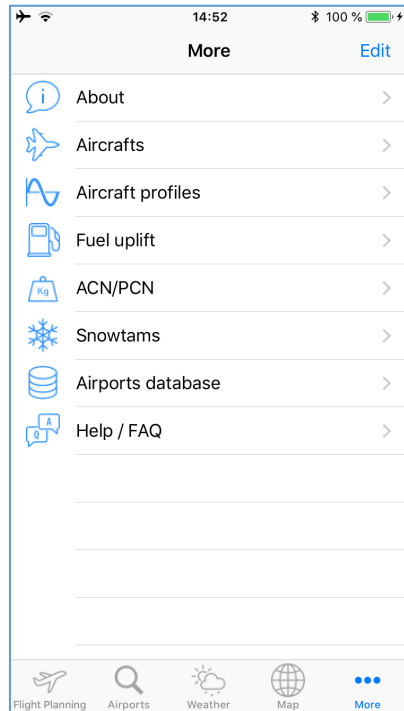 14:52 100 %
More Edit
i About
Aircrafts
Aircraft profiles
Fuel uplift
Kg ACN/PCN
Snowtams
Airports database
Q A Help / FAQ
Flight Planning Airports Weather Map More